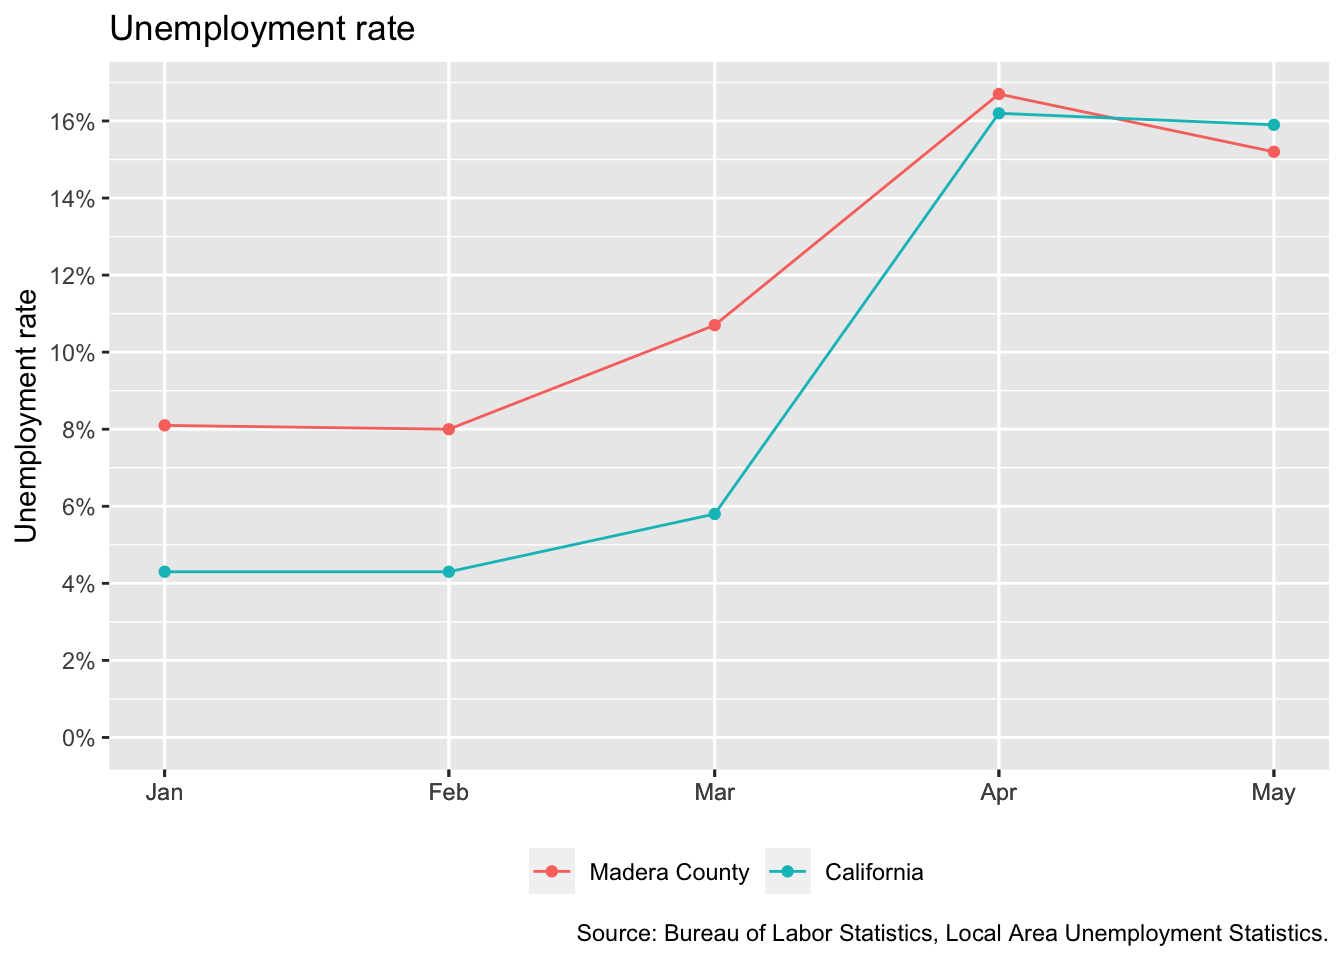 Unemployment rate
Unemployment rate
16%
14%
12%
10%
8%
6%
4%
2%
0%
Jan Feb Mar Apr May
Madera County California
Source: Bureau of Labor Statistics, Local Area Unemployment Statistics.